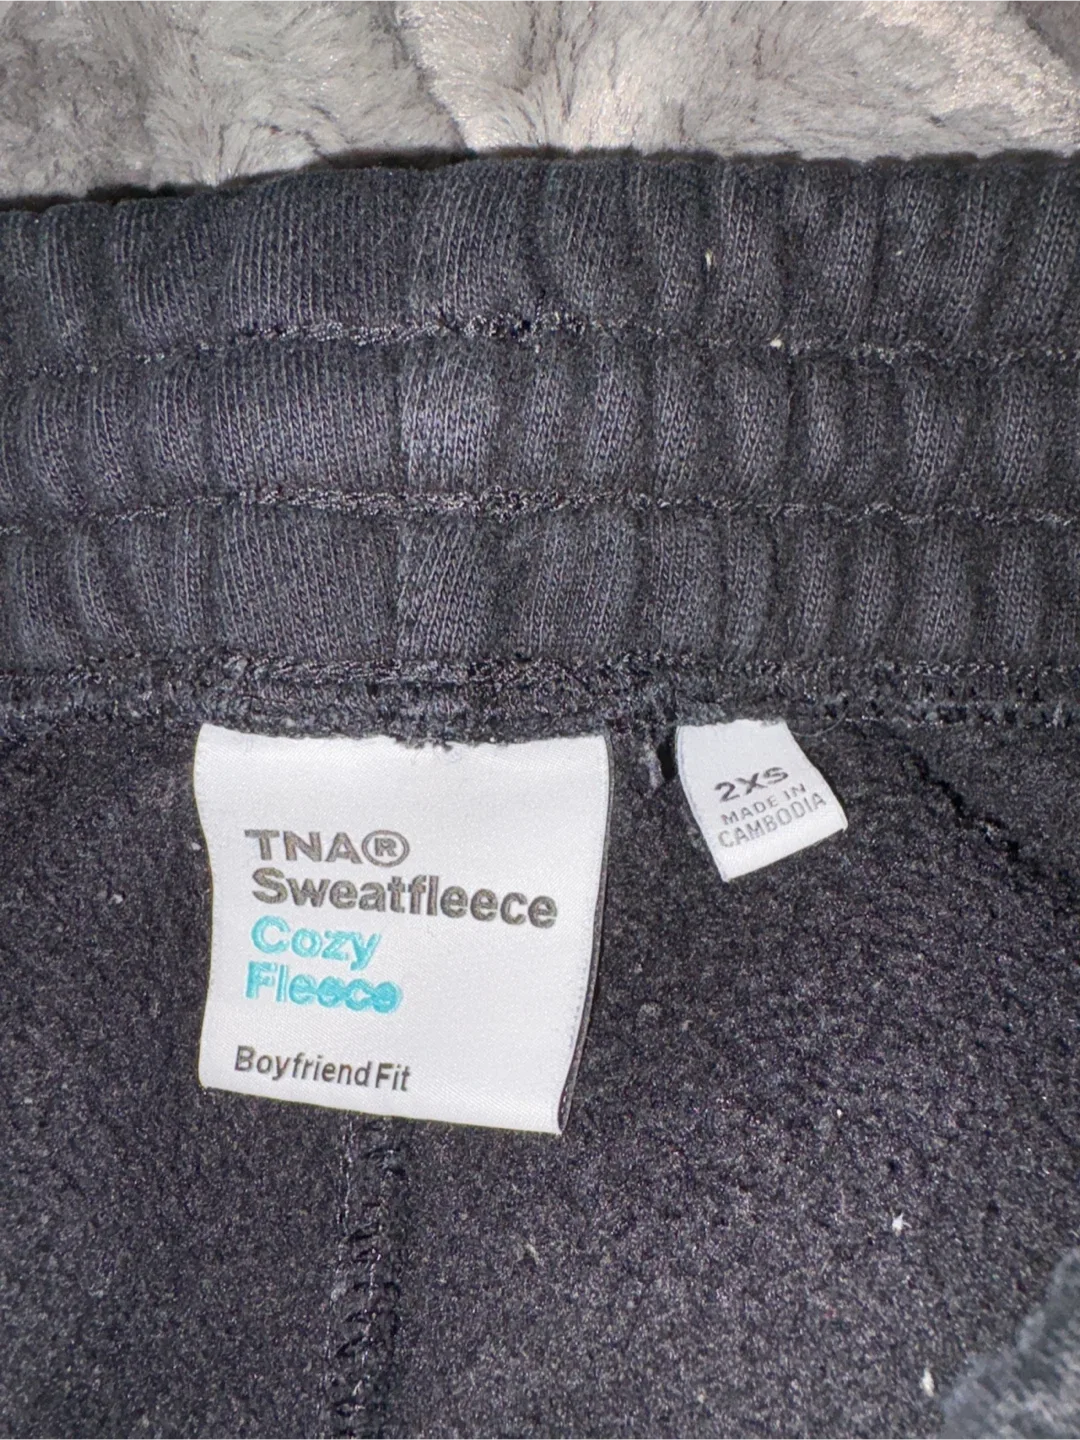 TNA®
Sweatfleece
Cozy
Fleece
Boyfriend Fit
2XS
MADE IN
CAMBODIA